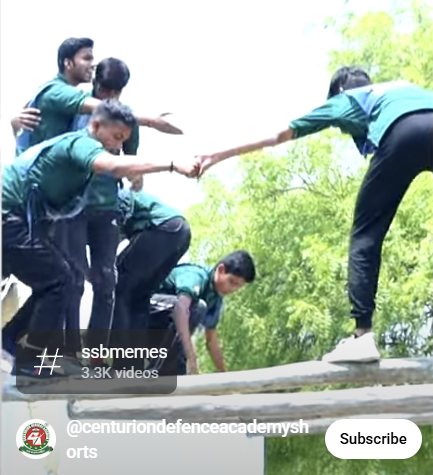 # ssbmemes
3.3K videos
@centuriondefenceacademysh
orts
Subscribe